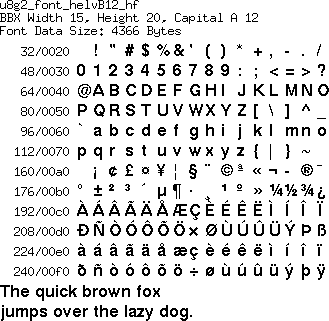 u8g2_font_helvB12_hf
BBX Width 15, Height 20, Capital A 12
Font Data Size: 4366 Bytes
32/0020 ! " # $ % & ' ( ) * + , - . /
48/0030 0 1 2 3 4 5 6 7 8 9 : ; < = > ?
64/0040 @ A B C D E F G H I J K L M N O
80/0050 P Q R S T U V W X Y Z [ \ ] ^ _
96/0060 ` a b c d e f g h i j k l m n o
112/0070 p q r s t u v w x y z { | } ~
160/00a0 ¡ ¢ £ ¤ ¥ ¦ § ¨ © ª « ¬ - ® ¯
176/00b0 ° ± ² ³ ´ µ ¶ · ¸ ¹ º » ¼ ½ ¾ ¿
192/00c0 À Á Â Ã Ä Å Æ Ç È É Ê Ë Ì Í Î Ï
208/00d0 Ð Ñ Ò Ó Ô Õ Ö × Ø Ù Ú Û Ü Ý Þ ß
224/00e0 à á â ã ä å æ ç è é ê ë ì í î ï
240/00f0 ð ñ ò ó ô õ ö ÷ ø ù ú û ü ý þ ÿ
The quick brown fox
jumps over the lazy dog.